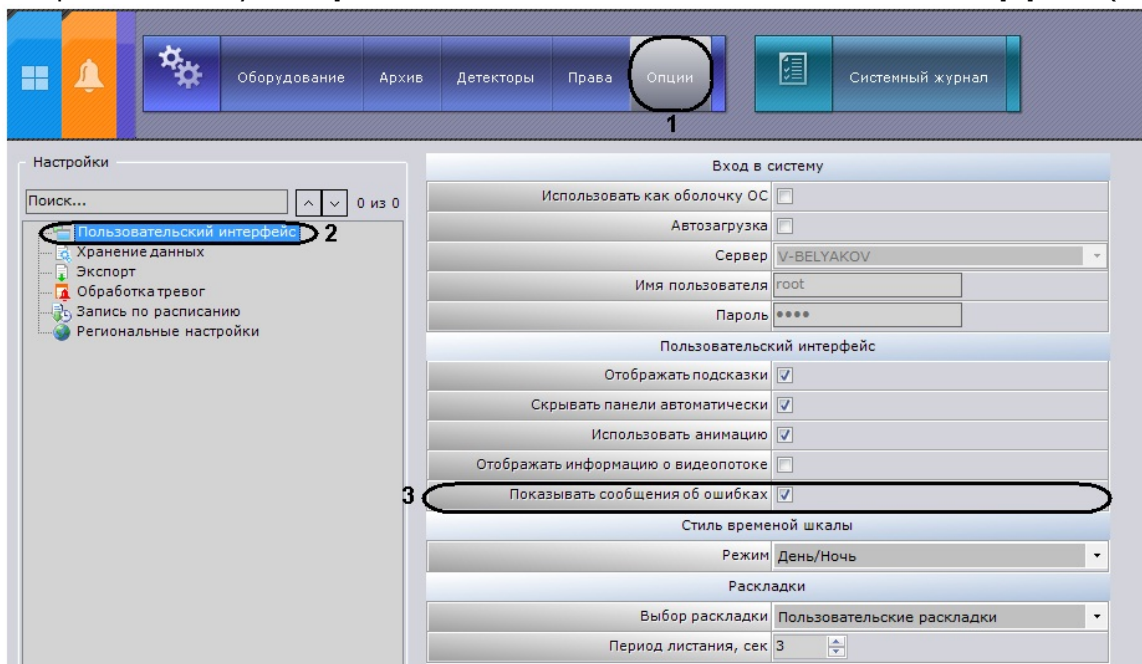 Оборудование Архив Детекторы Права Опции Системный журнал
1
Настройки
Поиск... 0 из 0
Пользовательский интерфейс 2
Хранение данных
Экспорт
Обработка тревог
Запись по расписанию
Региональные настройки
Вход в систему
Использовать как оболочку ОС
Автозагрузка
Сервер V-BELYAKOV
Имя пользователя root
Пароль ••••
Пользовательский интерфейс
Отображать подсказки
Скрывать панели автоматически
Использовать анимацию
Отображать информацию о видеопотоке
3 Показывать сообщения об ошибках
Стиль временой шкалы
Режим День/Ночь
Раскладки
Выбор раскладки Пользовательские раскладки
Период листания, сек 3